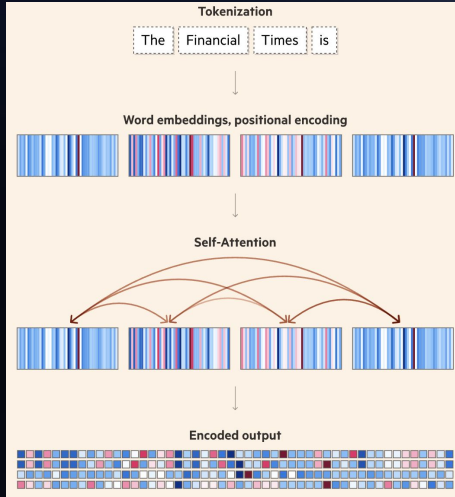 Tokenization
The Financial Times is
Word embeddings, positional encoding
Self-Attention
Encoded output